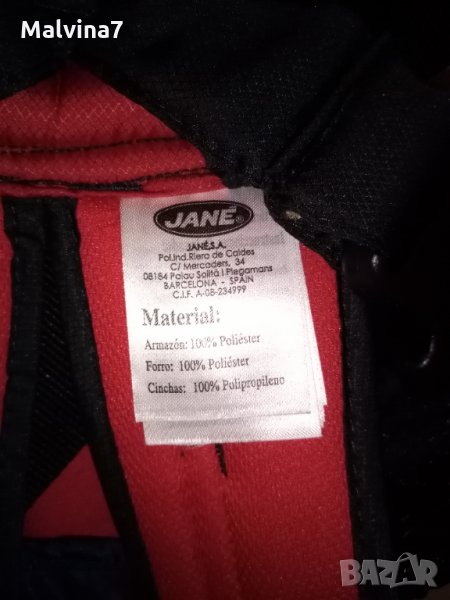 Malvina7
JANÉ®
JANÉ,S.A.
Pol.Ind.Riera de Caldes
C/ Mercaders, 34
08184 Palau Solità i Plegamans
BARCELONA - SPAIN
C.I.F. A-08-234999
Material:
Armazón: 100% Poliéster
Forro: 100% Poliéster
Cinchas: 100% Polipropileno
BAZAR